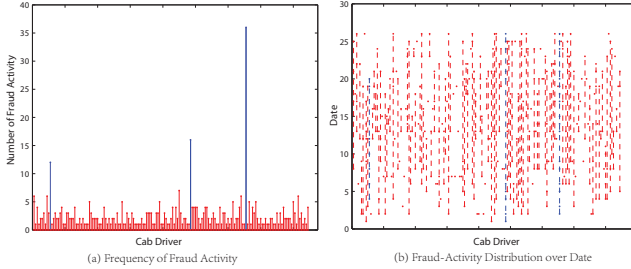 40
35
30
25
20
15
10
5
0
Number of Fraud Activity
Cab Driver
(a) Frequency of Fraud Activity
30
25
20
15
10
5
0
Date
Cab Driver
(b) Fraud-Activity Distribution over Date